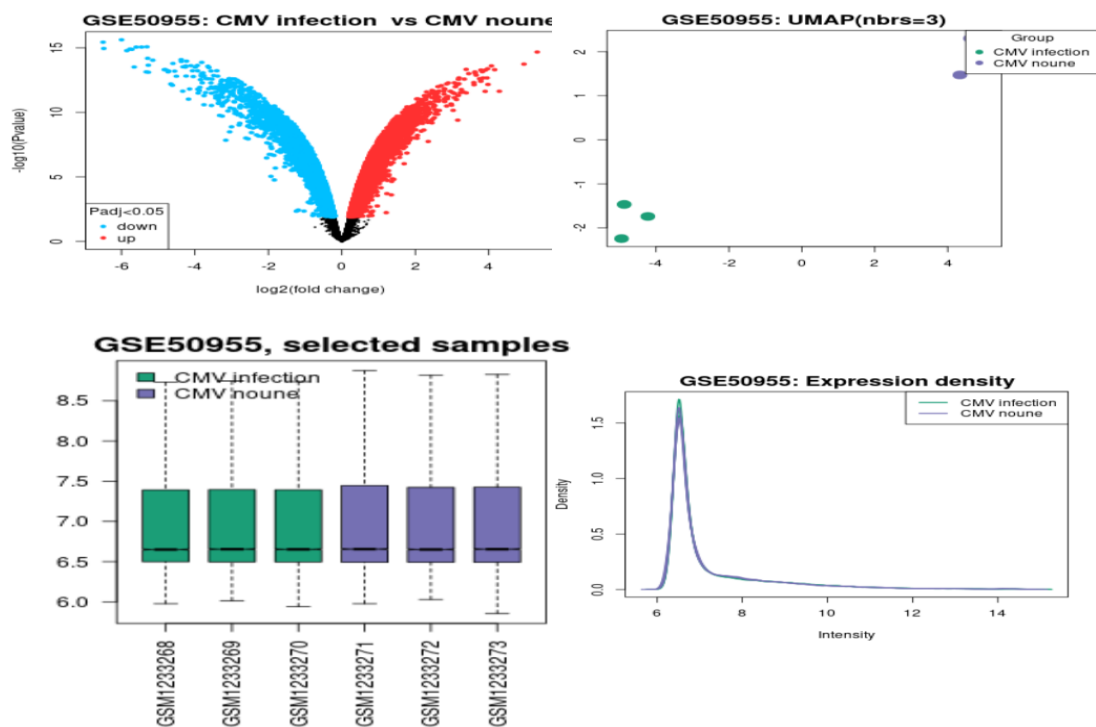 GSE50955: CMV infection vs CMV noune
-log10(Pvalue)
15
10
5
0
Padj<0.05
down
up
-6 -4 -2 0 2 4
log2(fold change)
GSE50955: UMAP(nbrs=3)
Group
CMV infection
CMV noune
2
1
0
-1
-2
-4 -2 0 2 4
GSE50955, selected samples
CMV infection
CMV noune
8.5
8.0
7.5
7.0
6.5
6.0
GSM1233268
GSM1233269
GSM1233270
GSM1233271
GSM1233272
GSM1233273
GSE50955: Expression density
CMV infection
CMV noune
Density
1.5
1.0
0.5
0.0
6 8 10 12 14
Intensity